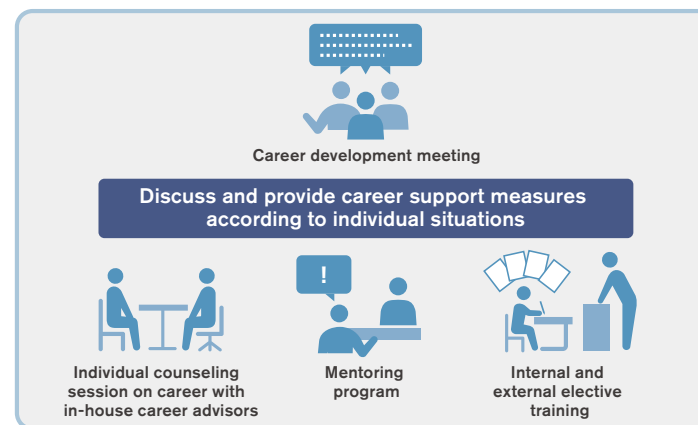 Career development meeting
Discuss and provide career support measures
according to individual situations
!
Individual counseling
session on career with
in-house career advisors
Mentoring
program
Internal and
external elective
training